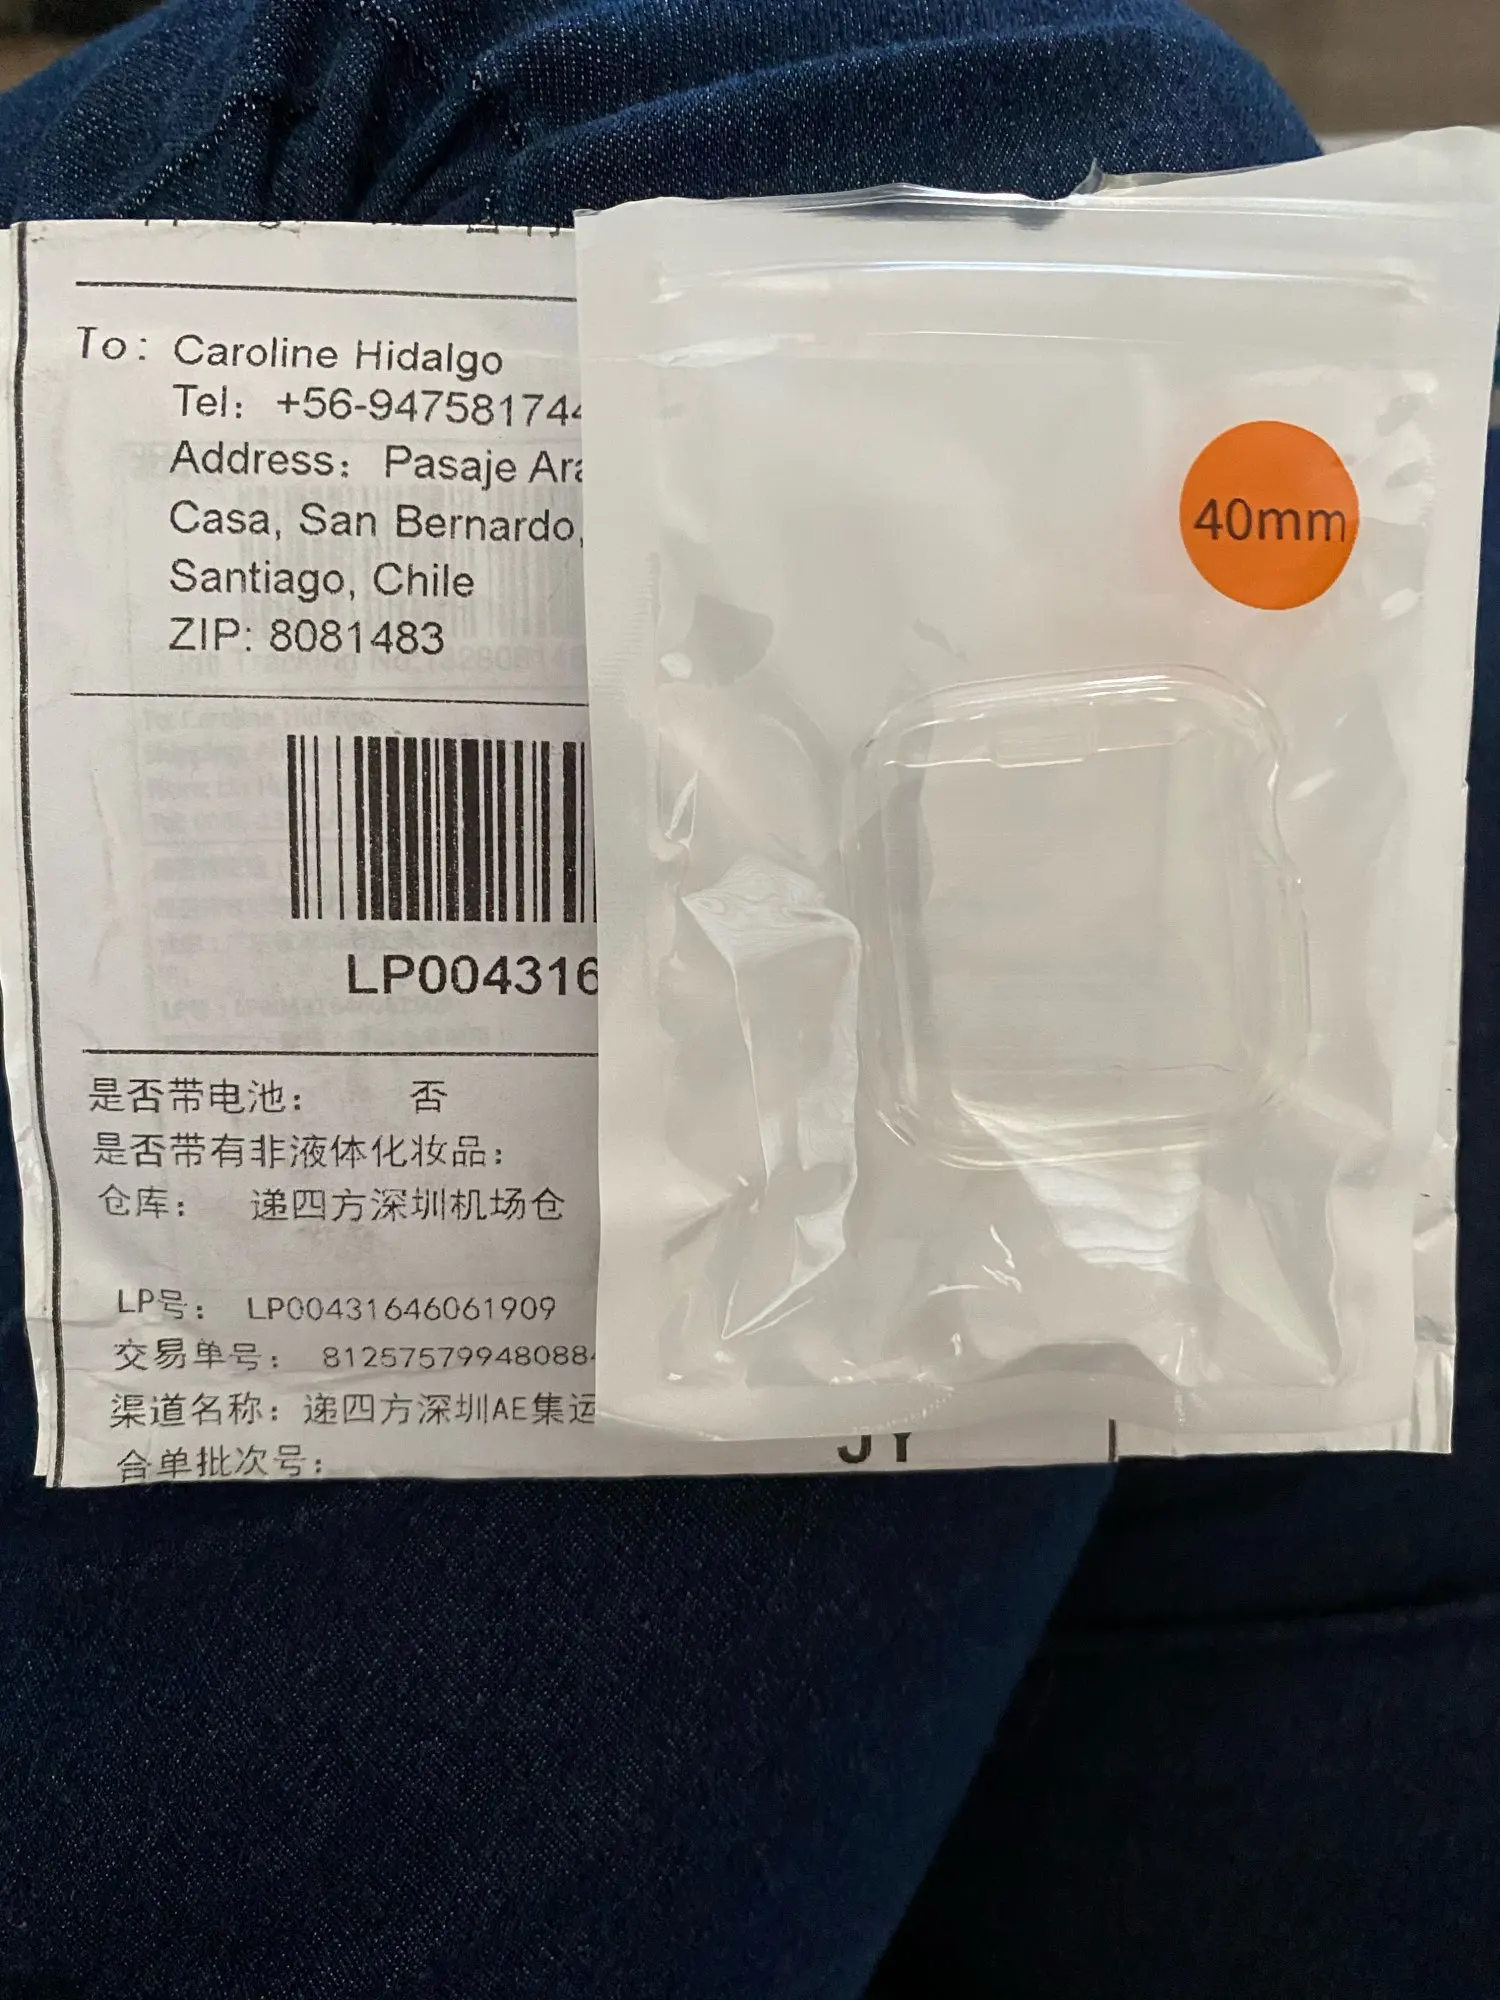 To: Caroline Hidalgo
Tel: +56-94758174
Address: Pasaje
Casa, San Bernardo,
Santiago, Chile
ZIP: 8081483
LP004316
是否带电池: 否
是否带有非液体化妆品:
仓库: 递四方深圳机场仓
LP号: LP00431646061909
交易单号: 812575799480884
渠道名称: 递四方深圳AE集运
合单批次号:
JY
40mm